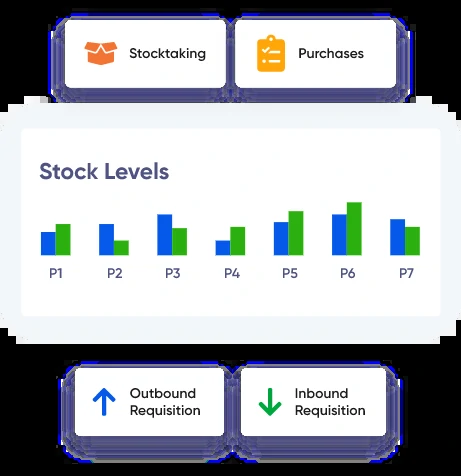 Stocktaking
Purchases
Stock Levels
P1 P2 P3 P4 P5 P6 P7
Outbound
Requisition
Inbound
Requisition